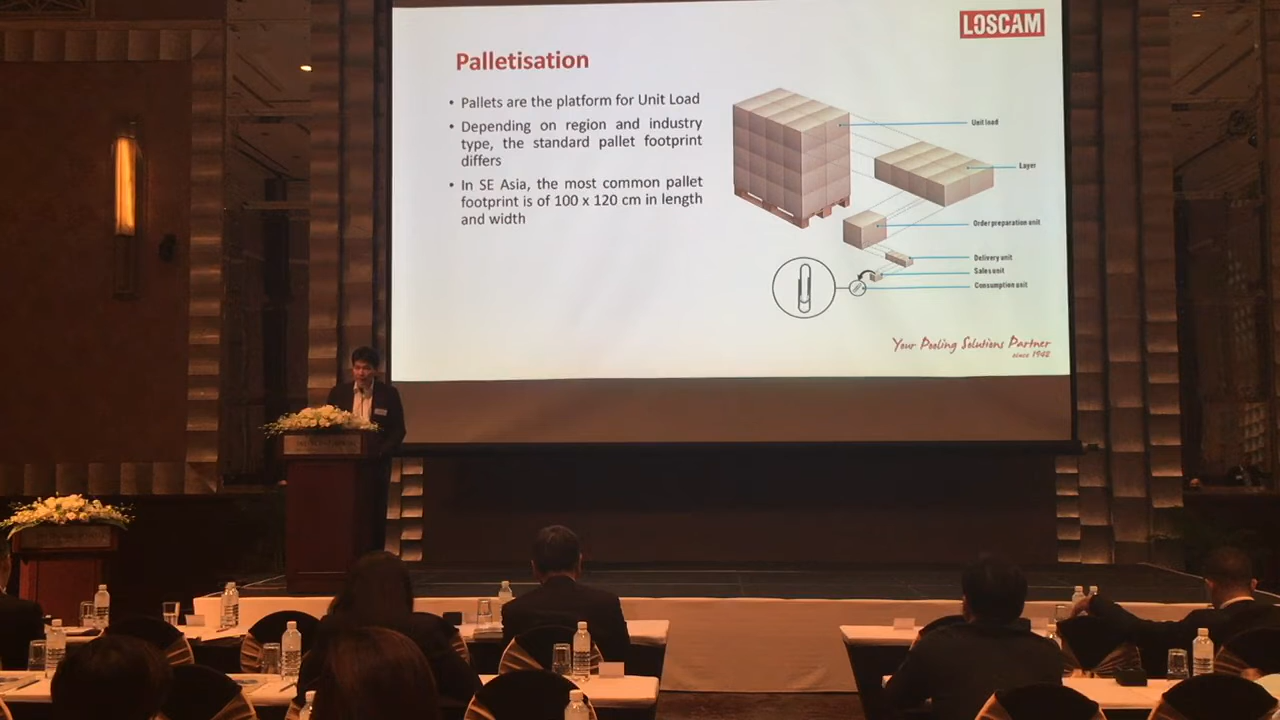 LOSCAM
Palletisation
• Pallets are the platform for Unit Load
• Depending on region and industry
type, the standard pallet footprint
differs
• In SE Asia, the most common pallet
footprint is of 100 x 120 cm in length
and width
Unit load
Layer
Order preparation unit
Delivery unit
Sales unit
Consumption unit
Your Pooling Solutions Partner
since 1942